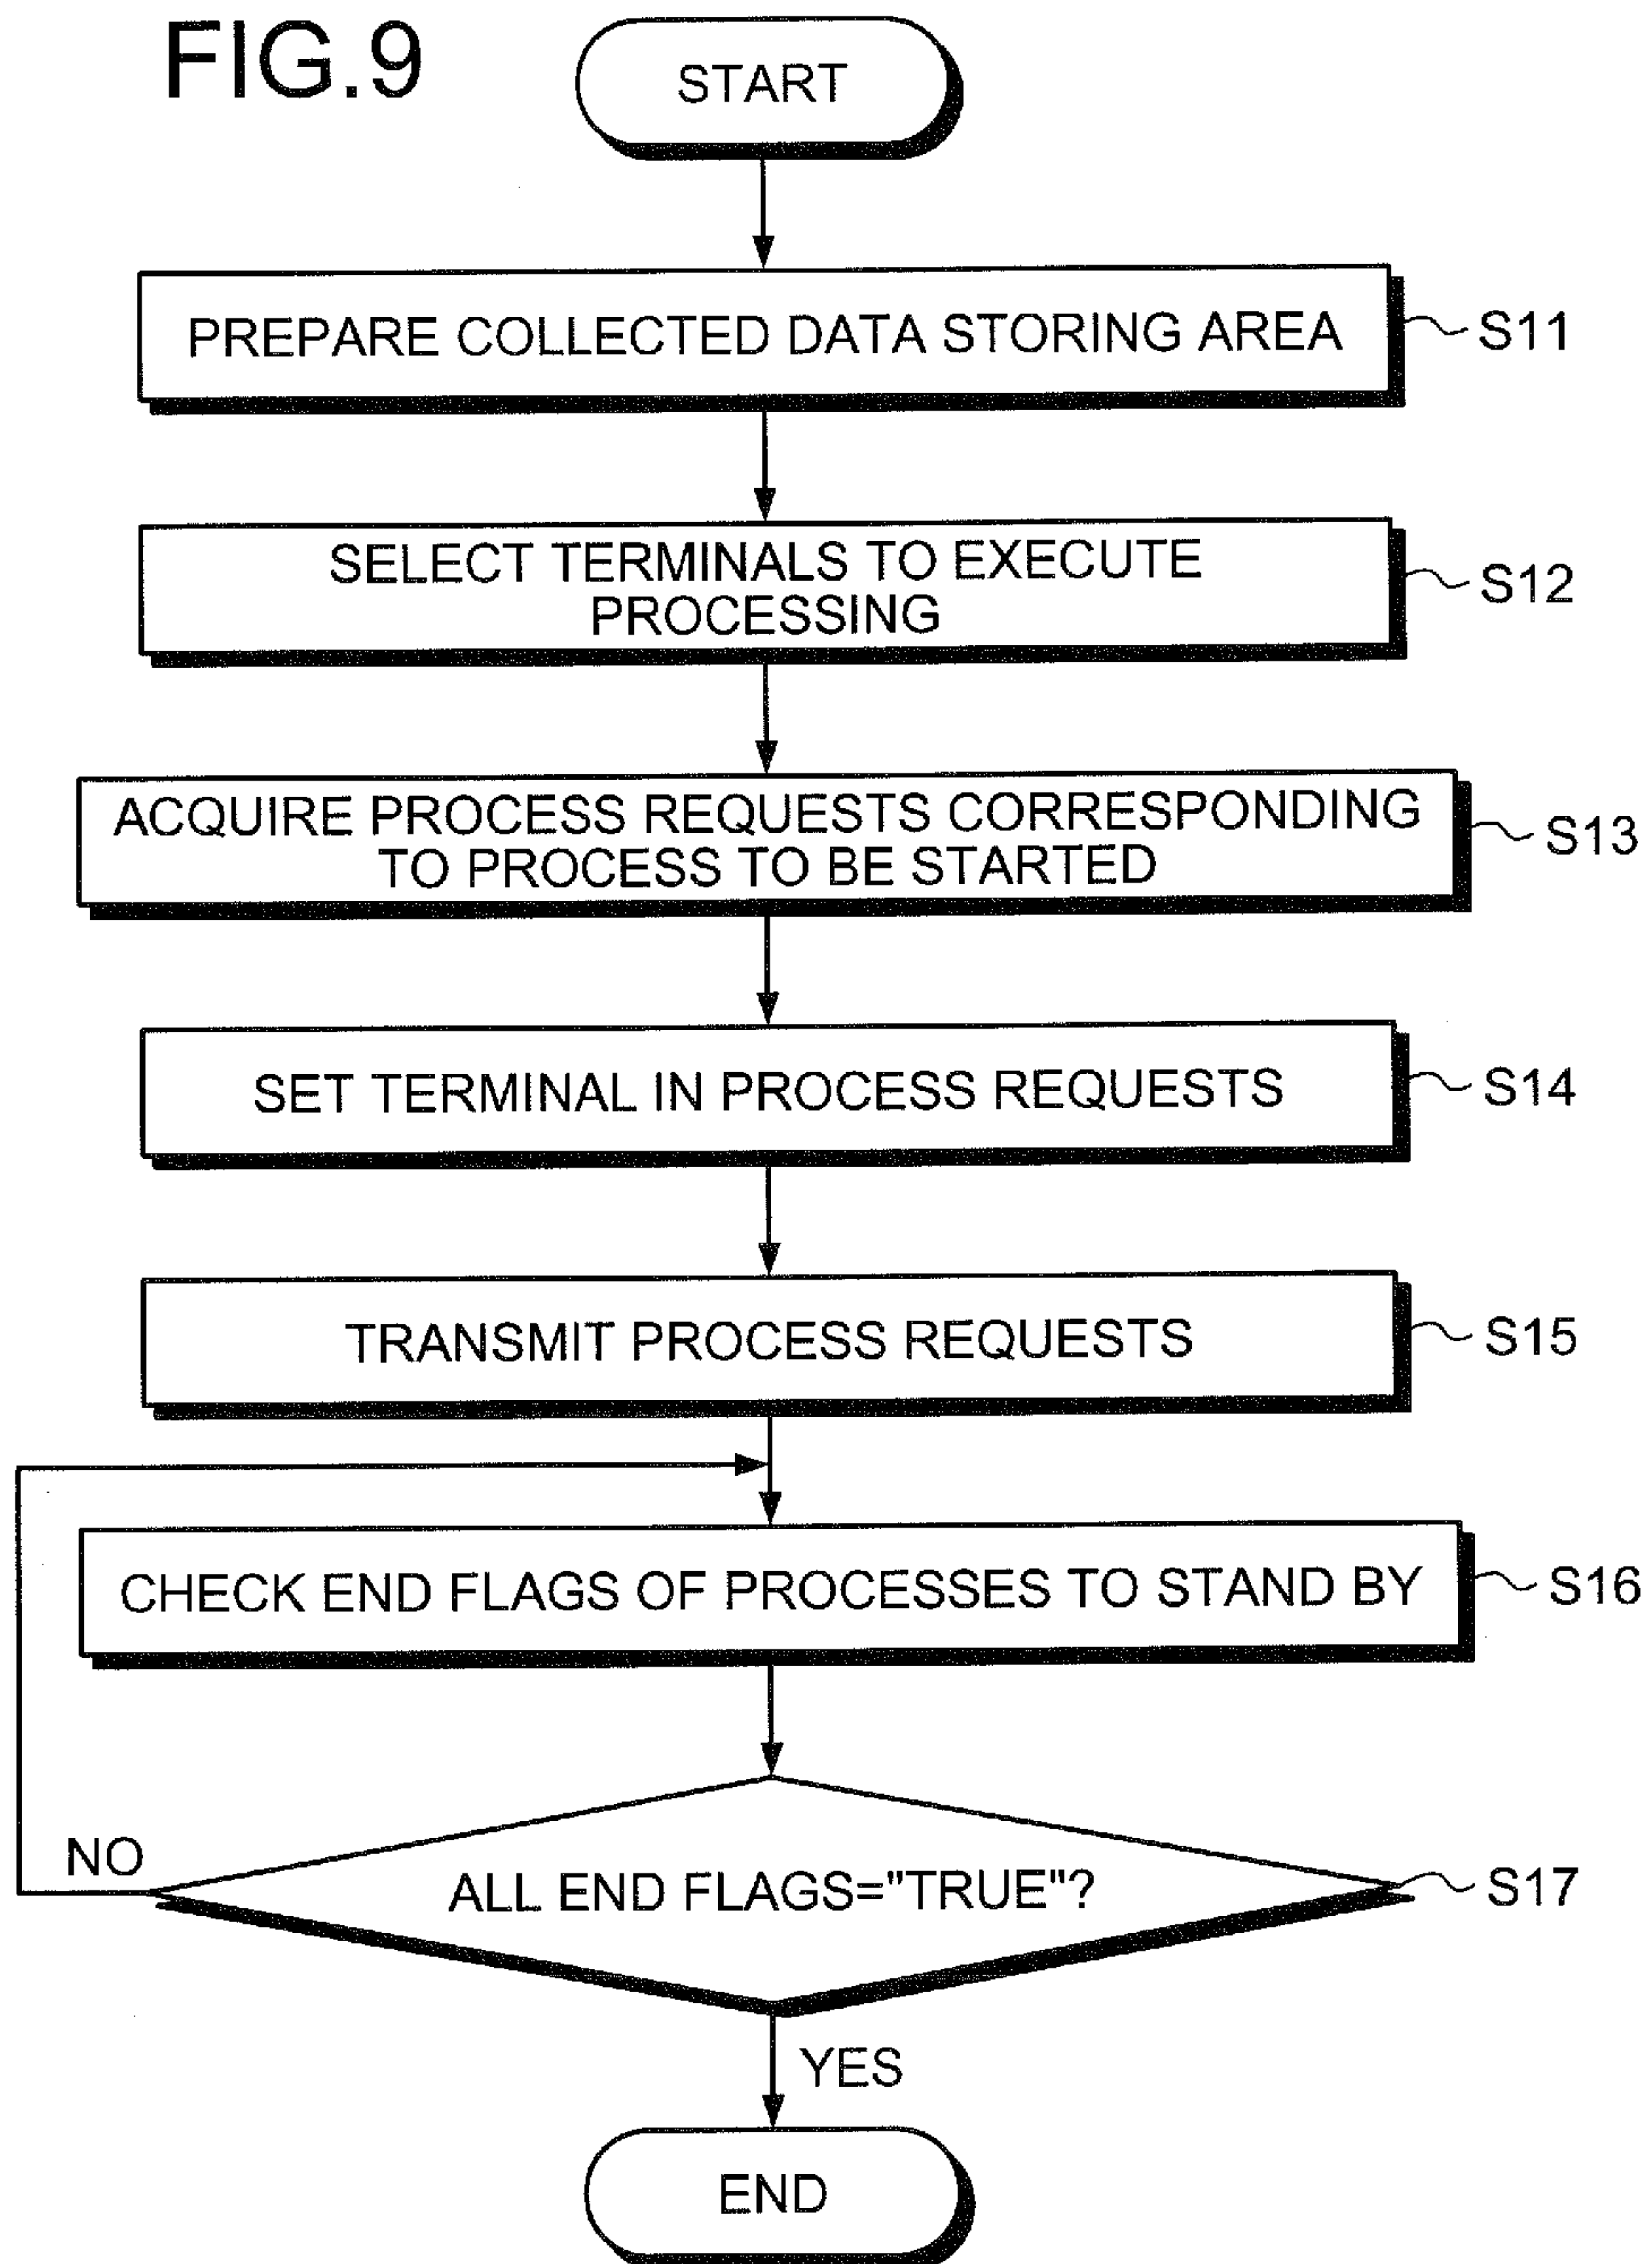 FIG.9
START
PREPARE COLLECTED DATA STORING AREA
S11
SELECT TERMINALS TO EXECUTE
PROCESSING
S12
ACQUIRE PROCESS REQUESTS CORRESPONDING
TO PROCESS TO BE STARTED
S13
SET TERMINAL IN PROCESS REQUESTS
S14
TRANSMIT PROCESS REQUESTS
S15
CHECK END FLAGS OF PROCESSES TO STAND BY
S16
NO
ALL END FLAGS="TRUE"?
S17
YES
END